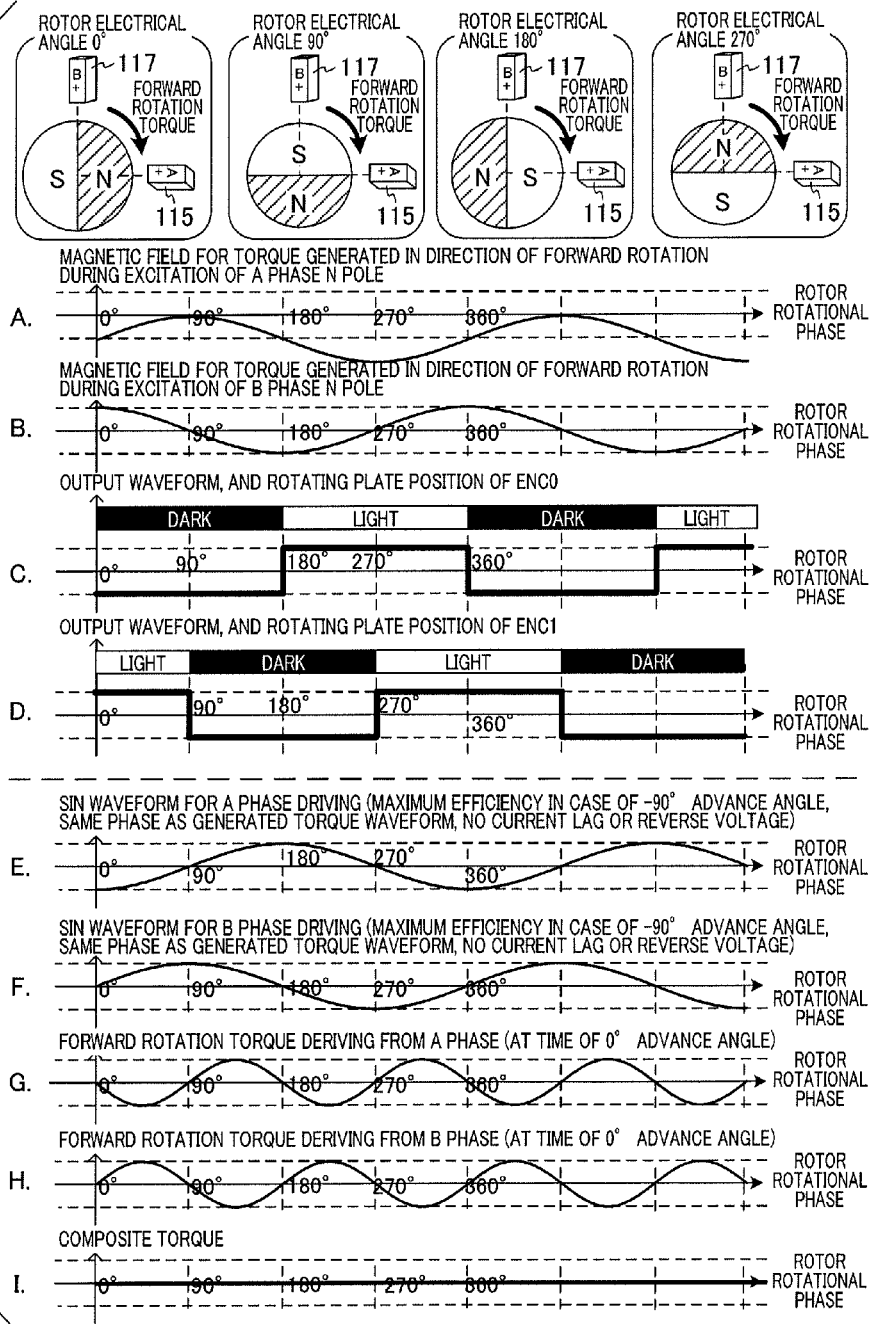 ROTOR ELECTRICAL
ANGLE 0°
B
+
117
FORWARD
ROTATION
TORQUE
S
N
+ A
115
ROTOR ELECTRICAL
ANGLE 90°
B
+
117
FORWARD
ROTATION
TORQUE
S
N
+ A
115
ROTOR ELECTRICAL
ANGLE 180°
B
+
117
FORWARD
ROTATION
TORQUE
N
S
+ A
115
ROTOR ELECTRICAL
ANGLE 270°
B
+
117
FORWARD
ROTATION
TORQUE
N
S
+ A
115
MAGNETIC FIELD FOR TORQUE GENERATED IN DIRECTION OF FORWARD ROTATION
DURING EXCITATION OF A PHASE N POLE
A.
0° 90° 180° 270° 360°
ROTOR
ROTATIONAL
PHASE
MAGNETIC FIELD FOR TORQUE GENERATED IN DIRECTION OF FORWARD ROTATION
DURING EXCITATION OF B PHASE N POLE
B.
0° 90° 180° 270° 360°
ROTOR
ROTATIONAL
PHASE
OUTPUT WAVEFORM, AND ROTATING PLATE POSITION OF ENC0
DARK LIGHT DARK LIGHT
C.
0° 90° 180° 270° 360°
ROTOR
ROTATIONAL
PHASE
OUTPUT WAVEFORM, AND ROTATING PLATE POSITION OF ENC1
LIGHT DARK LIGHT DARK
D.
0° 90° 180° 270° 360°
ROTOR
ROTATIONAL
PHASE
SIN WAVEFORM FOR A PHASE DRIVING (MAXIMUM EFFICIENCY IN CASE OF -90° ADVANCE ANGLE,
SAME PHASE AS GENERATED TORQUE WAVEFORM, NO CURRENT LAG OR REVERSE VOLTAGE)
E.
0° 90° 180° 270° 360°
ROTOR
ROTATIONAL
PHASE
SIN WAVEFORM FOR B PHASE DRIVING (MAXIMUM EFFICIENCY IN CASE OF -90° ADVANCE ANGLE,
SAME PHASE AS GENERATED TORQUE WAVEFORM, NO CURRENT LAG OR REVERSE VOLTAGE)
F.
0° 90° 180° 270° 360°
ROTOR
ROTATIONAL
PHASE
FORWARD ROTATION TORQUE DERIVING FROM A PHASE (AT TIME OF 0° ADVANCE ANGLE)
G.
0° 90° 180° 270° 360°
ROTOR
ROTATIONAL
PHASE
FORWARD ROTATION TORQUE DERIVING FROM B PHASE (AT TIME OF 0° ADVANCE ANGLE)
H.
0° 90° 180° 270° 360°
ROTOR
ROTATIONAL
PHASE
COMPOSITE TORQUE
I.
0° 90° 180° 270° 360°
ROTOR
ROTATIONAL
PHASE